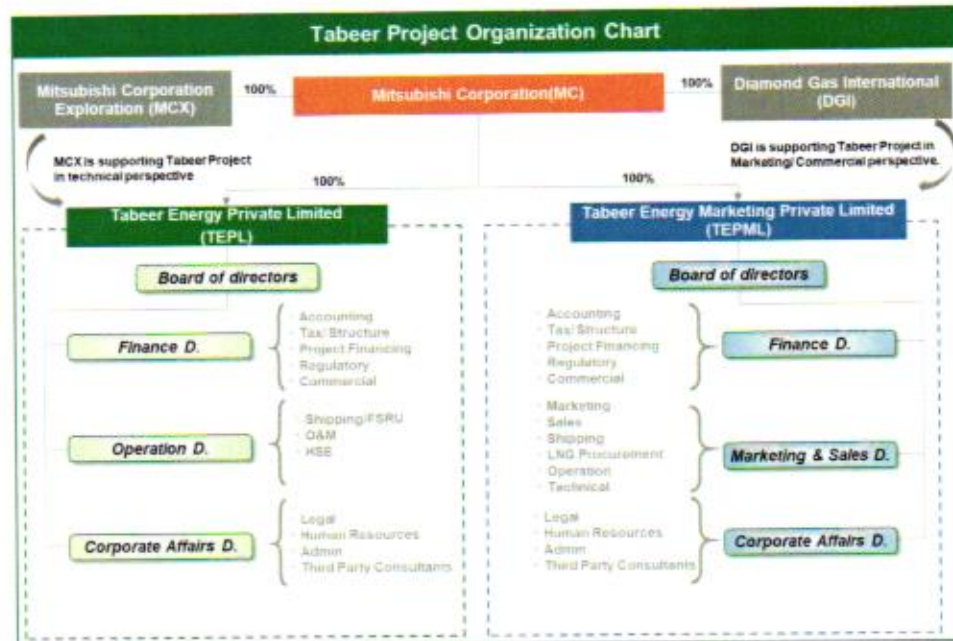 Tabeer Project Organization Chart
Mitsubishi Corporation
Exploration (MCX)
100%
Mitsubishi Corporation(MC)
100%
Diamond Gas International
(DGI)
MCX is supporting Tabeer Project
in technical perspective
DGI is supporting Tabeer Project in
Marketing/ Commercial perspective.
100%
100%
Tabeer Energy Private Limited
(TEPL)
Board of directors
Finance D.
· Accounting
· Tax/ Structure
· Project Financing
· Regulatory
· Commercial
Operation D.
· Shipping/FSRU
· O&M
· HSE
Corporate Affairs D.
· Legal
· Human Resources
· Admin
· Third Party Consultants
Tabeer Energy Marketing Private Limited
(TEPML)
Board of directors
· Accounting
· Tax/ Structure
· Project Financing
· Regulatory
· Commercial
Finance D.
· Marketing
· Sales
· Shipping
· LNG Procurement
· Operation
· Technical
Marketing & Sales D.
· Legal
· Human Resources
· Admin
· Third Party Consultants
Corporate Affairs D.